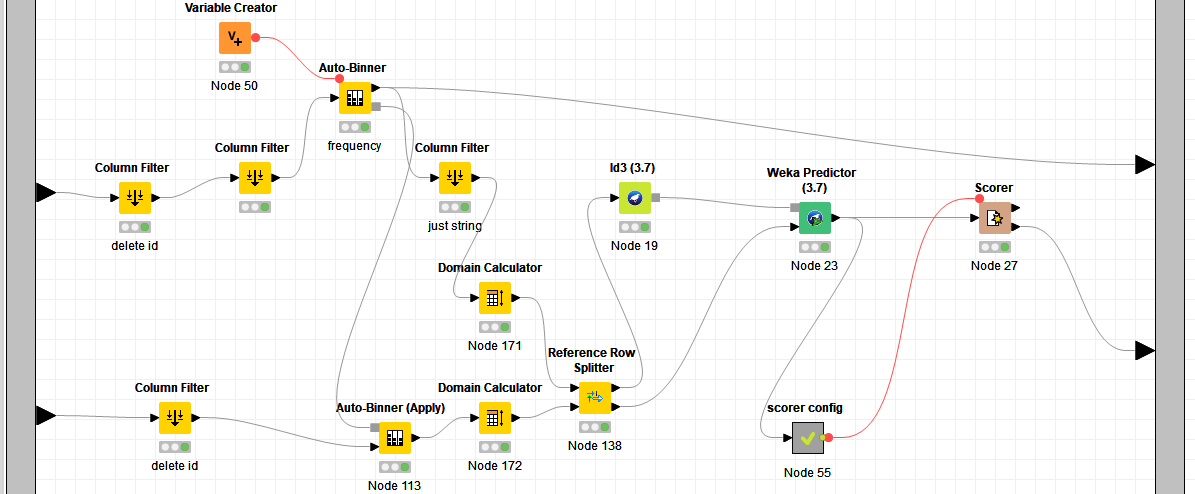 Variable Creator
V+
Node 50
Auto-Binner
frequency
Column Filter
delete id
Column Filter
Column Filter
just string
Id3 (3.7)
Node 19
Weka Predictor
(3.7)
Node 23
Scorer
Node 27
Domain Calculator
Node 171
Reference Row
Splitter
Node 138
Column Filter
delete id
Auto-Binner (Apply)
Node 113
Domain Calculator
Node 172
scorer config
Node 55